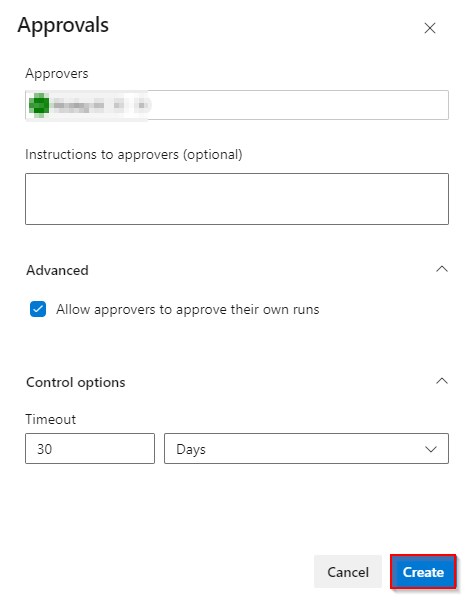 Approvals
Approvers
Instructions to approvers (optional)
Advanced
Allow approvers to approve their own runs
Control options
Timeout
30
Days
Cancel
Create